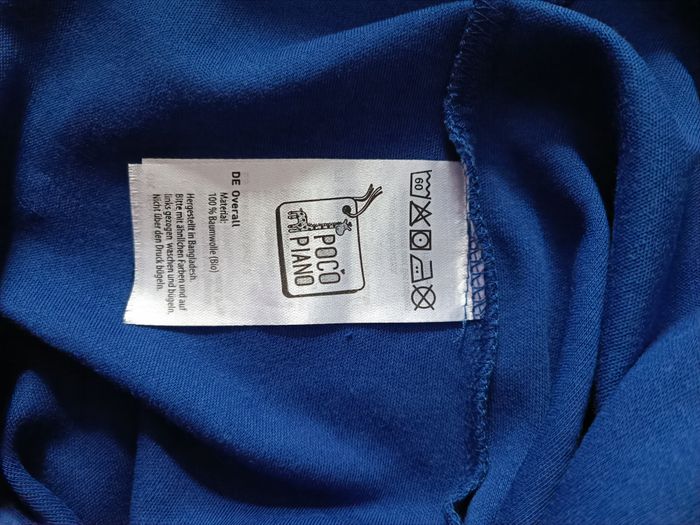 60
POCO
PIANO
DE Overall
Material:
100 % Baumwolle (Bio)
Hergestellt in Bangladesh.
Bitte mit ähnlichen Farben und auf
links gezogen waschen und bügeln.
Nicht über den Druck bügeln.